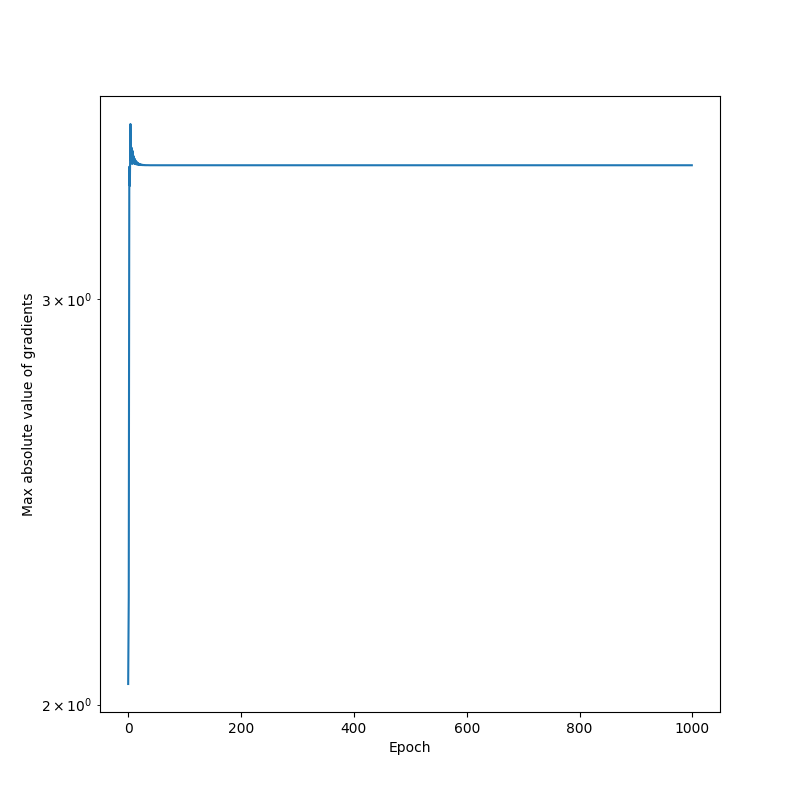 Max absolute value of gradients
3 × 10⁰
2 × 10⁰
0 200 400 600 800 1000
Epoch